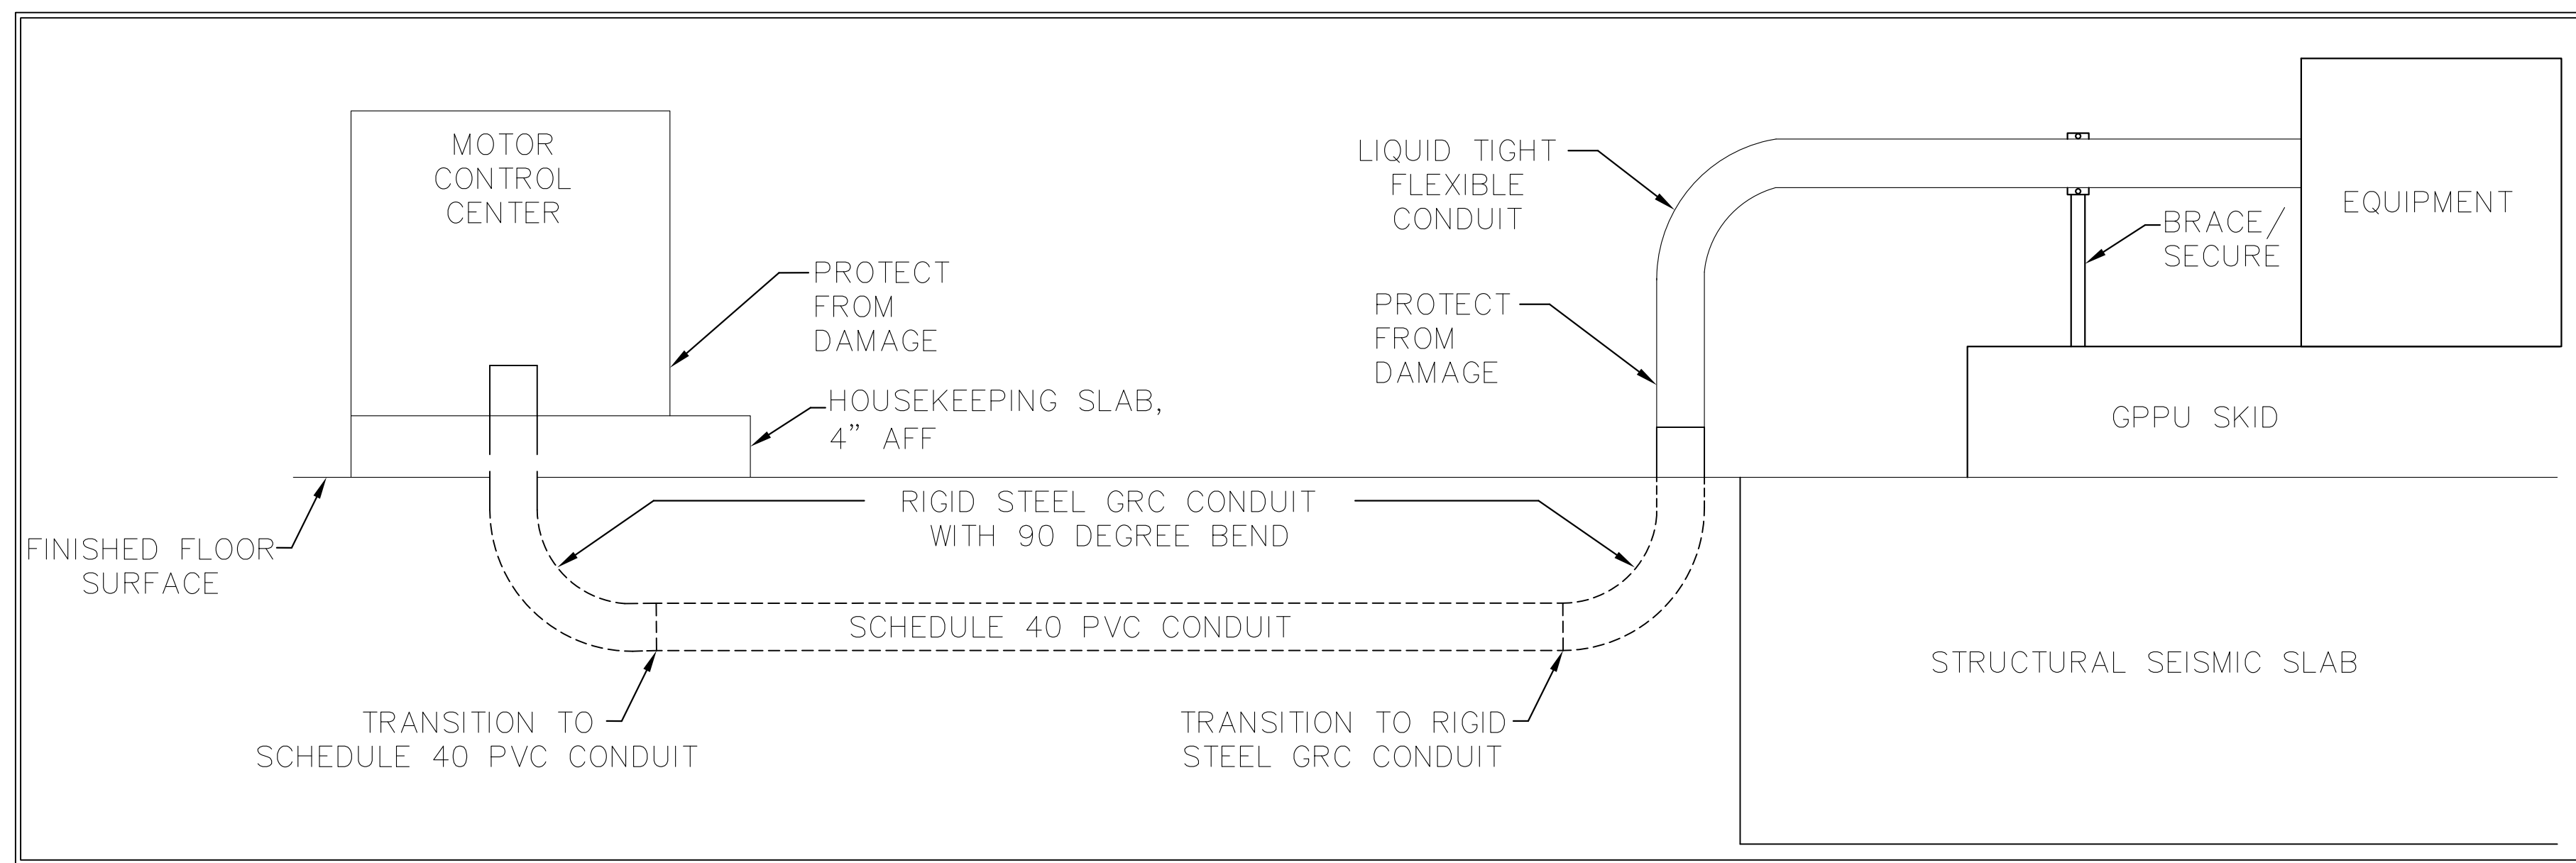 MOTOR
CONTROL
CENTER
PROTECT
FROM
DAMAGE
HOUSEKEEPING SLAB,
4” AFF
LIQUID TIGHT
FLEXIBLE
CONDUIT
PROTECT
FROM
DAMAGE
BRACE/
SECURE
EQUIPMENT
GPPU SKID
FINISHED FLOOR
SURFACE
RIGID STEEL GRC CONDUIT
WITH 90 DEGREE BEND
SCHEDULE 40 PVC CONDUIT
TRANSITION TO
SCHEDULE 40 PVC CONDUIT
TRANSITION TO RIGID
STEEL GRC CONDUIT
STRUCTURAL SEISMIC SLAB